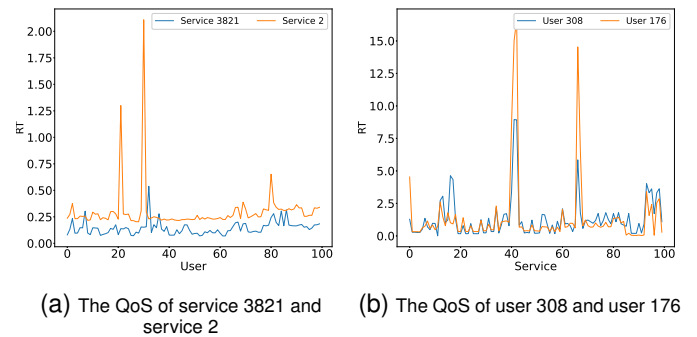 Service 3821 Service 2
2.00
1.75
1.50
1.25
1.00
0.75
0.50
0.25
0.00
RT
0 20 40 60 80 100
User
(a) The QoS of service 3821 and
service 2
User 308 User 176
15.0
12.5
10.0
7.5
5.0
2.5
0.0
RT
0 20 40 60 80 100
Service
(b) The QoS of user 308 and user 176